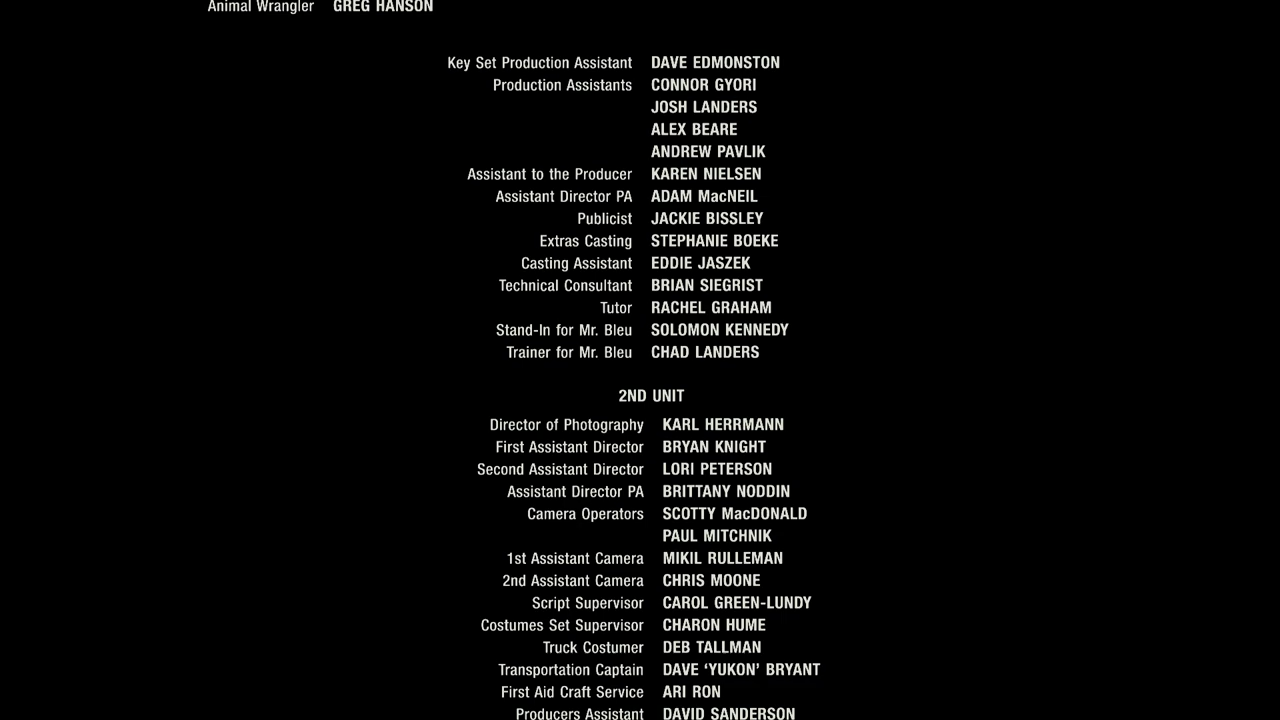 Animal Wrangler GREG HANSON
Key Set Production Assistant DAVE EDMONSTON
Production Assistants CONNOR GYORI
JOSH LANDERS
ALEX BEARE
ANDREW PAVLIK
Assistant to the Producer KAREN NIELSEN
Assistant Director PA ADAM MacNEIL
Publicist JACKIE BISSLEY
Extras Casting STEPHANIE BOEKE
Casting Assistant EDDIE JASZEK
Technical Consultant BRIAN SIEGRIST
Tutor RACHEL GRAHAM
Stand-In for Mr. Bleu SOLOMON KENNEDY
Trainer for Mr. Bleu CHAD LANDERS
2ND UNIT
Director of Photography KARL HERRMANN
First Assistant Director BRYAN KNIGHT
Second Assistant Director LORI PETERSON
Assistant Director PA BRITTANY NODDIN
Camera Operators SCOTTY MacDONALD
PAUL MITCHNIK
1st Assistant Camera MIKIL RULLEMAN
2nd Assistant Camera CHRIS MOONE
Script Supervisor CAROL GREEN-LUNDY
Costumes Set Supervisor CHARON HUME
Truck Costumer DEB TALLMAN
Transportation Captain DAVE ‘YUKON’ BRYANT
First Aid Craft Service ARI RON
Producers Assistant DAVID SANDERSON